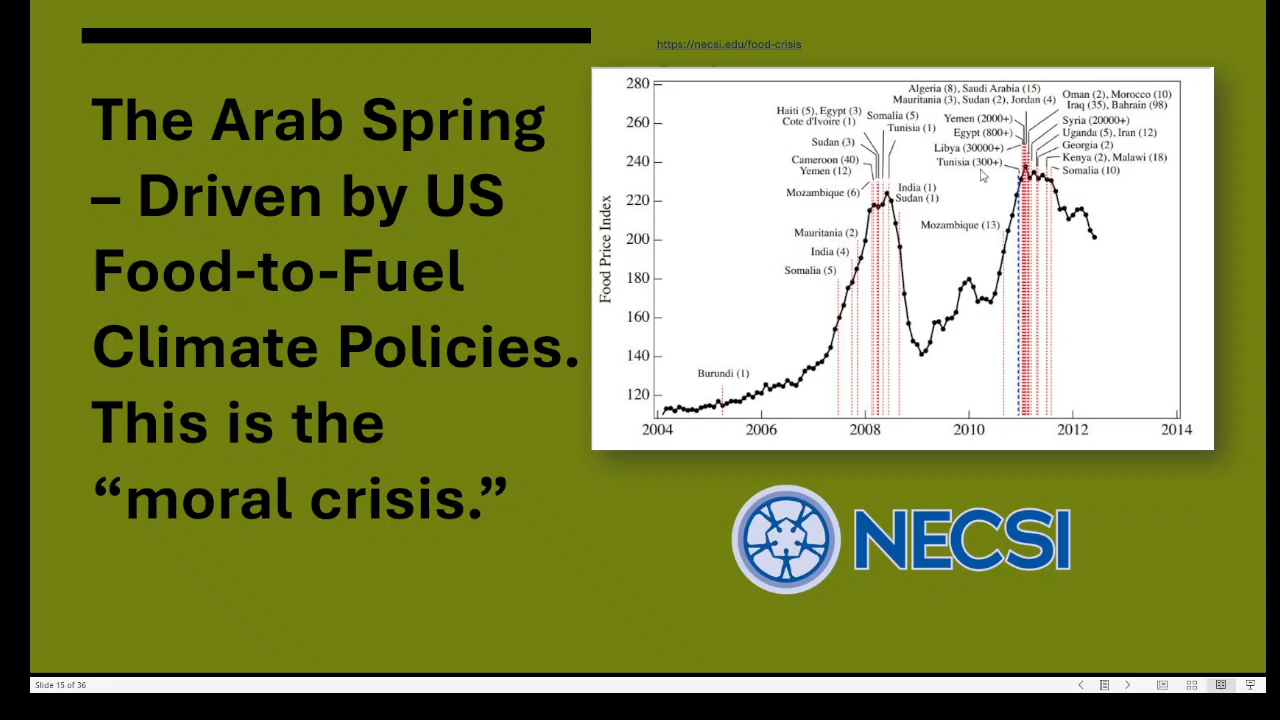 https://necsi.edu/food-crisis
The Arab Spring
– Driven by US
Food-to-Fuel
Climate Policies.
This is the
“moral crisis.”
Food Price Index
280
260
240
220
200
180
160
140
120
2004
2006
2008
2010
2012
2014
Burundi (1)
Somalia (5)
India (4)
Mauritania (2)
Mozambique (6)
Cameroon (40)
Yemen (12)
Sudan (3)
Haiti (5), Egypt (3)
Cote d'Ivoire (1)
Somalia (5)
Tunisia (1)
India (1)
Sudan (1)
Mozambique (13)
Tunisia (300+)
Libya (30000+)
Egypt (800+)
Yemen (2000+)
Algeria (8), Saudi Arabia (15)
Mauritania (3), Sudan (2), Jordan (4)
Oman (2), Morocco (10)
Iraq (35), Bahrain (98)
Syria (20000+)
Uganda (5), Iran (12)
Georgia (2)
Kenya (2), Malawi (18)
Somalia (10)
NECSI
Slide 15 of 36